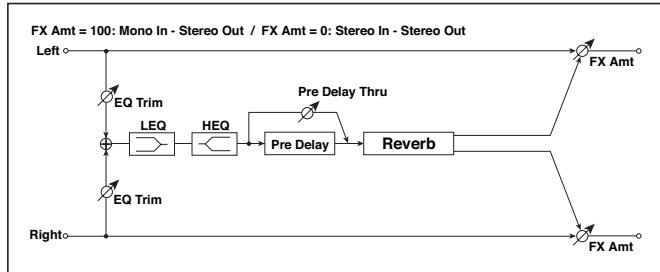 FX Amt = 100: Mono In - Stereo Out / FX Amt = 0: Stereo In - Stereo Out
Left
FX Amt
Pre Delay Thru
EQ Trim
LEQ
HEQ
Pre Delay
Reverb
EQ Trim
Right
FX Amt